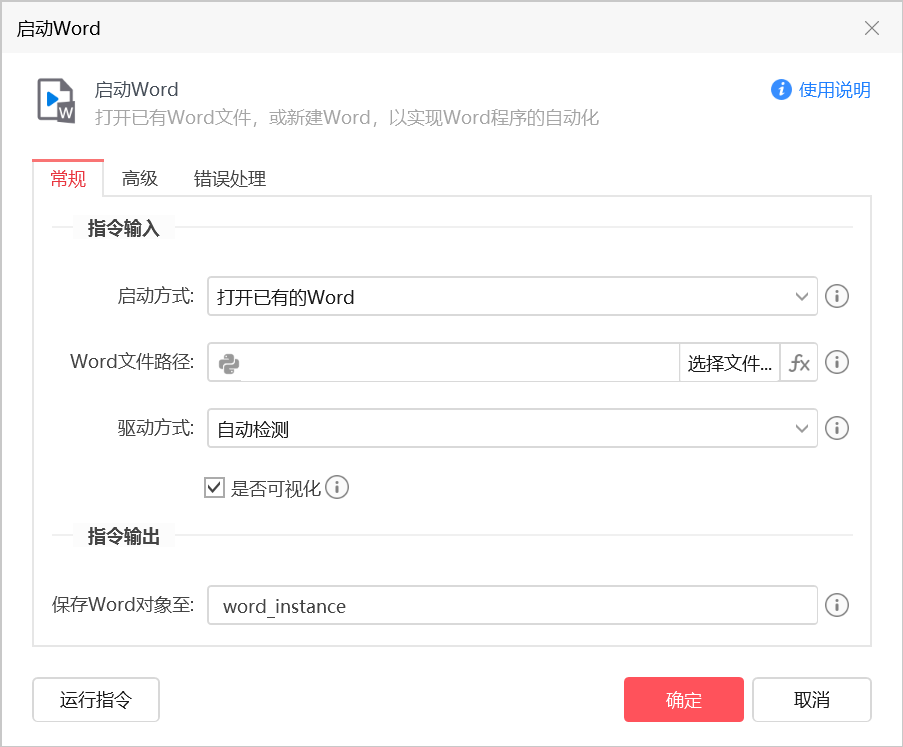 启动Word
启动Word
使用说明
打开已有Word文件，或新建Word，以实现Word程序的自动化
常规 高级 错误处理
指令输入
启动方式: 打开已有的Word
Word文件路径: 选择文件... fx
驱动方式: 自动检测
是否可视化
指令输出
保存Word对象至: word_instance
运行指令 确定 取消